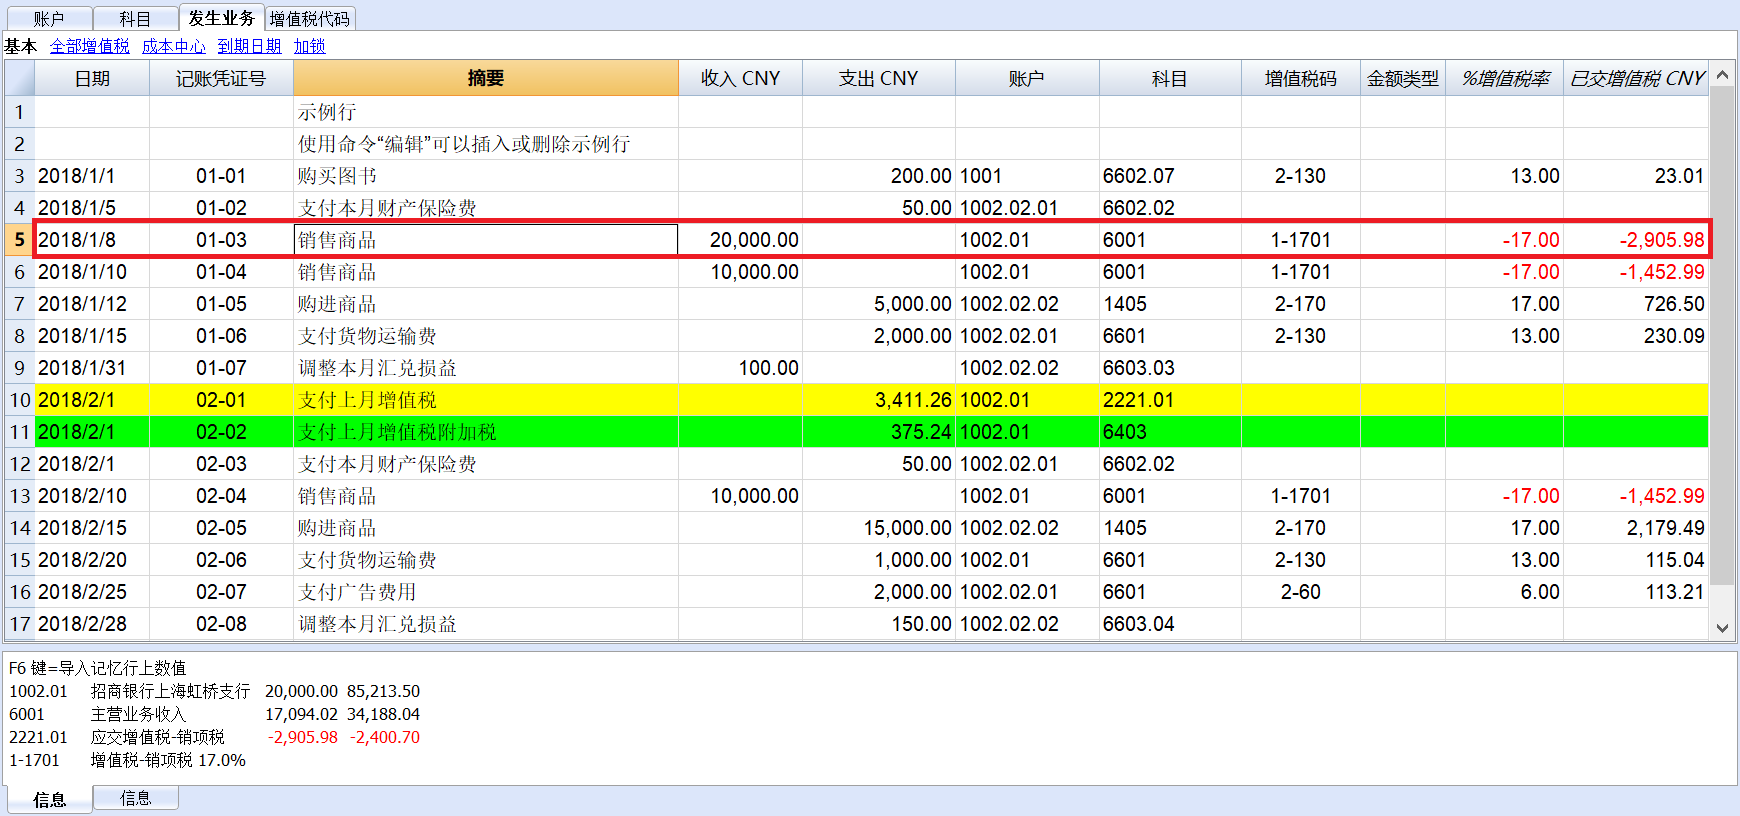 账户 科目 发生业务 增值税代码
基本 全部增值税 成本中心 到期日期 加锁
日期 记账凭证号 摘要 收入 CNY 支出 CNY 账户 科目 增值税码 金额类型 %增值税率 已交增值税 CNY
1 示例行
2 使用命令“编辑”可以插入或删除示例行
3 2018/1/1 01-01 购买图书 200.00 1001 6602.07 2-130 13.00 23.01
4 2018/1/5 01-02 支付本月财产保险费 50.00 1002.02.01 6602.02
5 2018/1/8 01-03 销售商品 20,000.00 1002.01 6001 1-1701 -17.00 -2,905.98
6 2018/1/10 01-04 销售商品 10,000.00 1002.01 6001 1-1701 -17.00 -1,452.99
7 2018/1/12 01-05 购进商品 5,000.00 1002.02.02 1405 2-170 17.00 726.50
8 2018/1/15 01-06 支付货物运输费 2,000.00 1002.02.01 6601 2-130 13.00 230.09
9 2018/1/31 01-07 调整本月汇兑损益 100.00 1002.02.02 6603.03
10 2018/2/1 02-01 支付上月增值税 3,411.26 1002.01 2221.01
11 2018/2/1 02-02 支付上月增值税附加税 375.24 1002.01 6403
12 2018/2/1 02-03 支付本月财产保险费 50.00 1002.02.01 6602.02
13 2018/2/10 02-04 销售商品 10,000.00 1002.01 6001 1-1701 -17.00 -1,452.99
14 2018/2/15 02-05 购进商品 15,000.00 1002.02.02 1405 2-170 17.00 2,179.49
15 2018/2/20 02-06 支付货物运输费 1,000.00 1002.01 6601 2-130 13.00 115.04
16 2018/2/25 02-07 支付广告费用 2,000.00 1002.02.01 6601 2-60 6.00 113.21
17 2018/2/28 02-08 调整本月汇兑损益 150.00 1002.02.02 6603.04
F6 键=导入记忆行上数值
1002.01 招商银行上海虹桥支行 20,000.00 85,213.50
6001 主营业务收入 17,094.02 34,188.04
2221.01 应交增值税-销项税 -2,905.98 -2,400.70
1-1701 增值税-销项税 17.0%
信息 信息